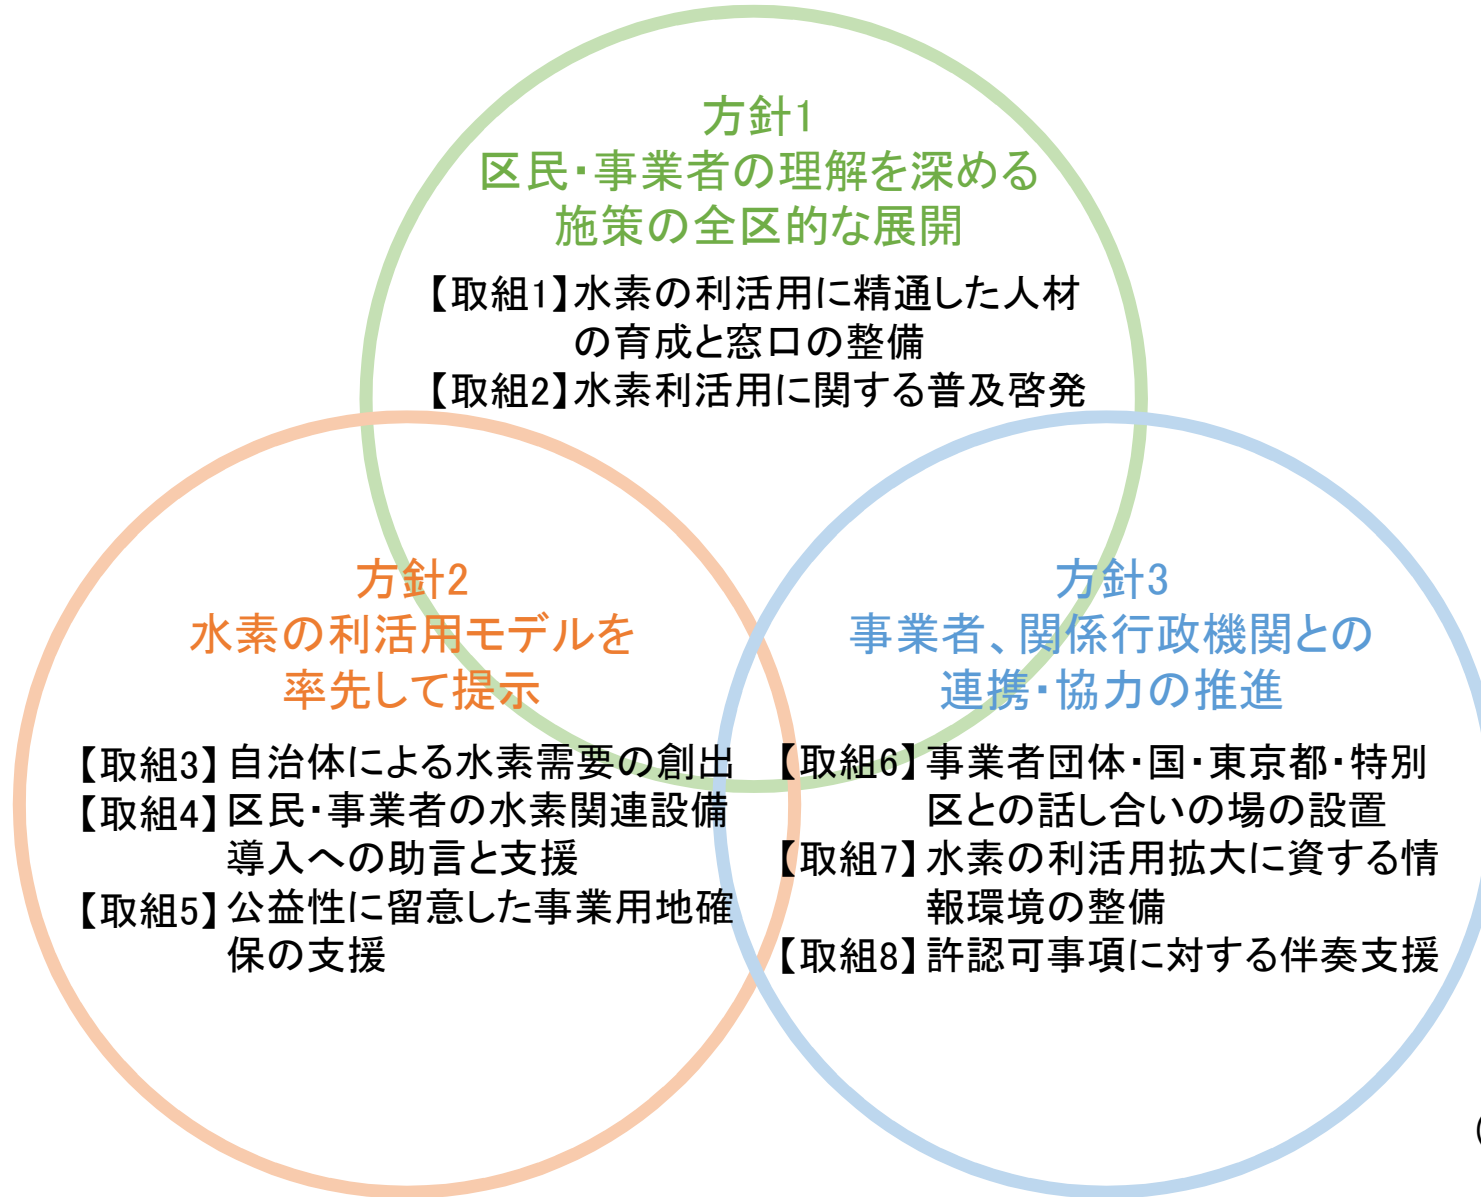 方針1
区民・事業者の理解を深める
施策の全区的な展開
【取組1】水素の利活用に精通した人材
の育成と窓口の整備
【取組2】水素利活用に関する普及啓発
方針2
水素の利活用モデルを
率先して提示
【取組3】自治体による水素需要の創出
【取組4】区民・事業者の水素関連設備
導入への助言と支援
【取組5】公益性に留意した事業用地確
保の支援
方針3
事業者、関係行政機関との
連携・協力の推進
【取組6】事業者団体・国・東京都・特別
区との話し合いの場の設置
【取組7】水素の利活用拡大に資する情
報環境の整備
【取組8】許認可事項に対する伴奏支援
(